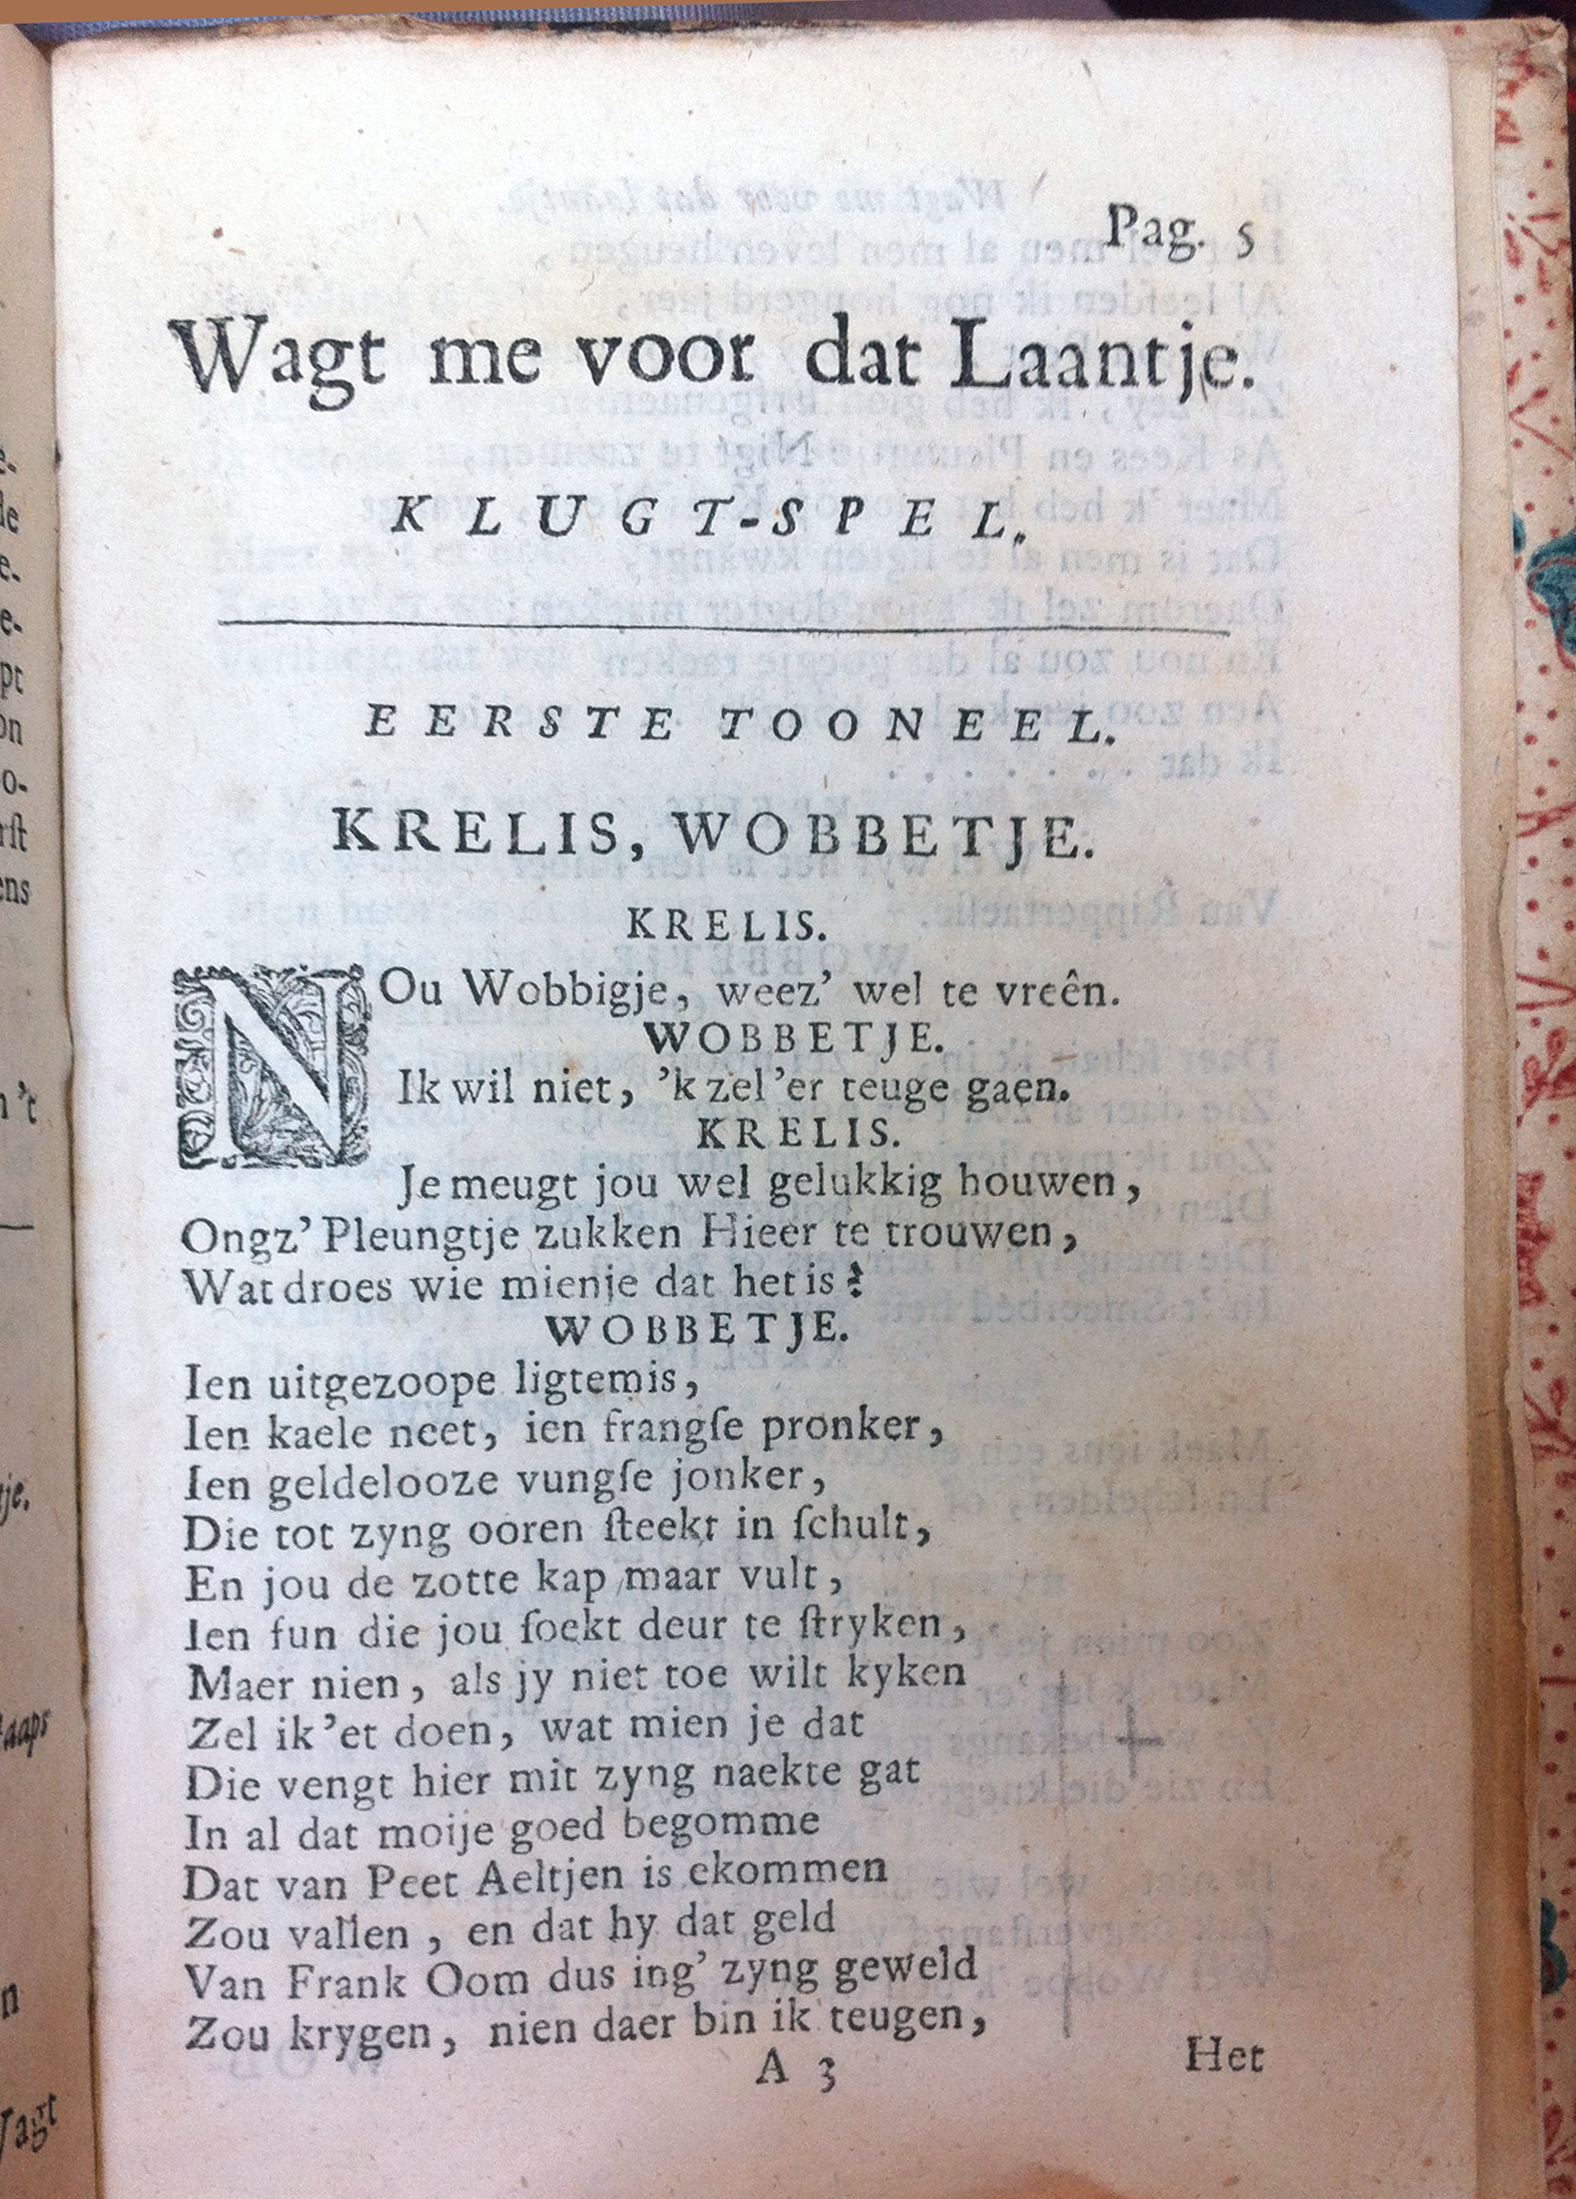 Pag. 5
Wagt me voor dat Laantje.
KLUGT-SPEL.
EERSTE TOONEEL.
KRELIS, WOBBETJE.
KRELIS.
NOu Wobbigje, weez' wel te vreên.
WOBBETJE.
Ik wil niet, 'k zel 'er teuge gaen.
KRELIS.
Je meugt jou wel gelukkig houwen,
Ongz' Pleungtje zukken Hieer te trouwen,
Wat droes wie mienje dat het is?
WOBBETJE.
Ien uitgezoope ligtemis,
Ien kaele neet, ien frangſe pronker,
Ien geldelooze vungſe jonker,
Die tot zyng ooren ſteekt in ſchult,
En jou de zotte kap maar vult,
Ien fun die jou ſoekt deur te ſtryken,
Maer nien, als jy niet toe wilt kyken
Zel ik 'et doen, wat mien je dat
Die vengt hier mit zyng naekte gat
In al dat moije goed begomme
Dat van Peet Aeltjen is ekommen
Zou vallen, en dat hy dat geld
Van Frank Oom dus ing' zyng geweld
Zou krygen, nien daer bin ik teugen,
A 3
Het